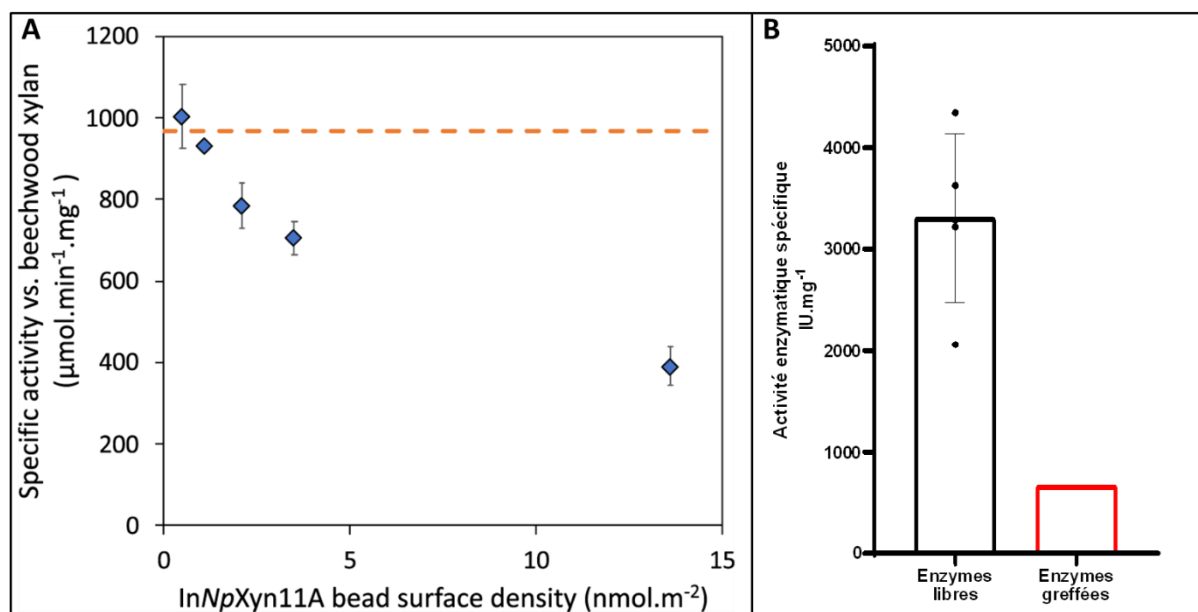 A
Specific activity vs. beechwood xylan
(µmol.min⁻¹.mg⁻¹)
1200
1000
800
600
400
200
0
0
5
10
15
InNpXyn11A bead surface density (nmol.m⁻²)
B
Activité enzymatique spécifique
IU.mg⁻¹
5000
4000
3000
2000
1000
0
Enzymes
libres
Enzymes
greffées